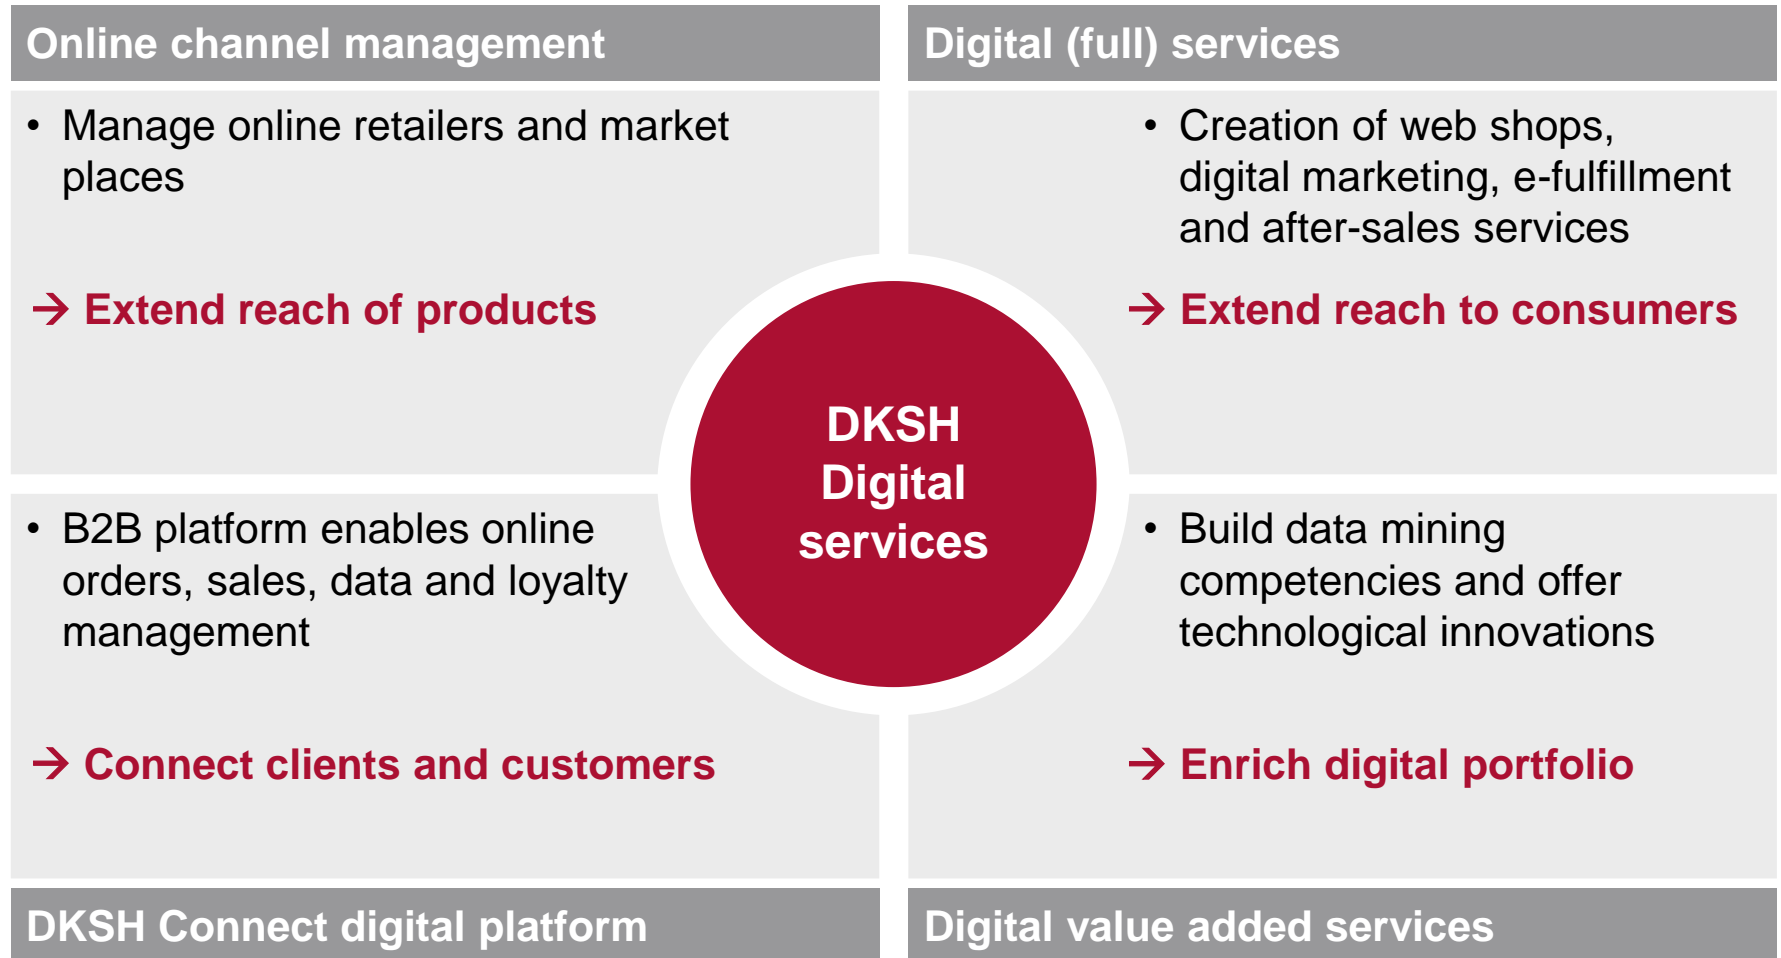 Online channel management
• Manage online retailers and market
places
→ Extend reach of products
Digital (full) services
• Creation of web shops,
digital marketing, e-fulfillment
and after-sales services
→ Extend reach to consumers
DKSH
Digital
services
• B2B platform enables online
orders, sales, data and loyalty
management
→ Connect clients and customers
DKSH Connect digital platform
• Build data mining
competencies and offer
technological innovations
→ Enrich digital portfolio
Digital value added services